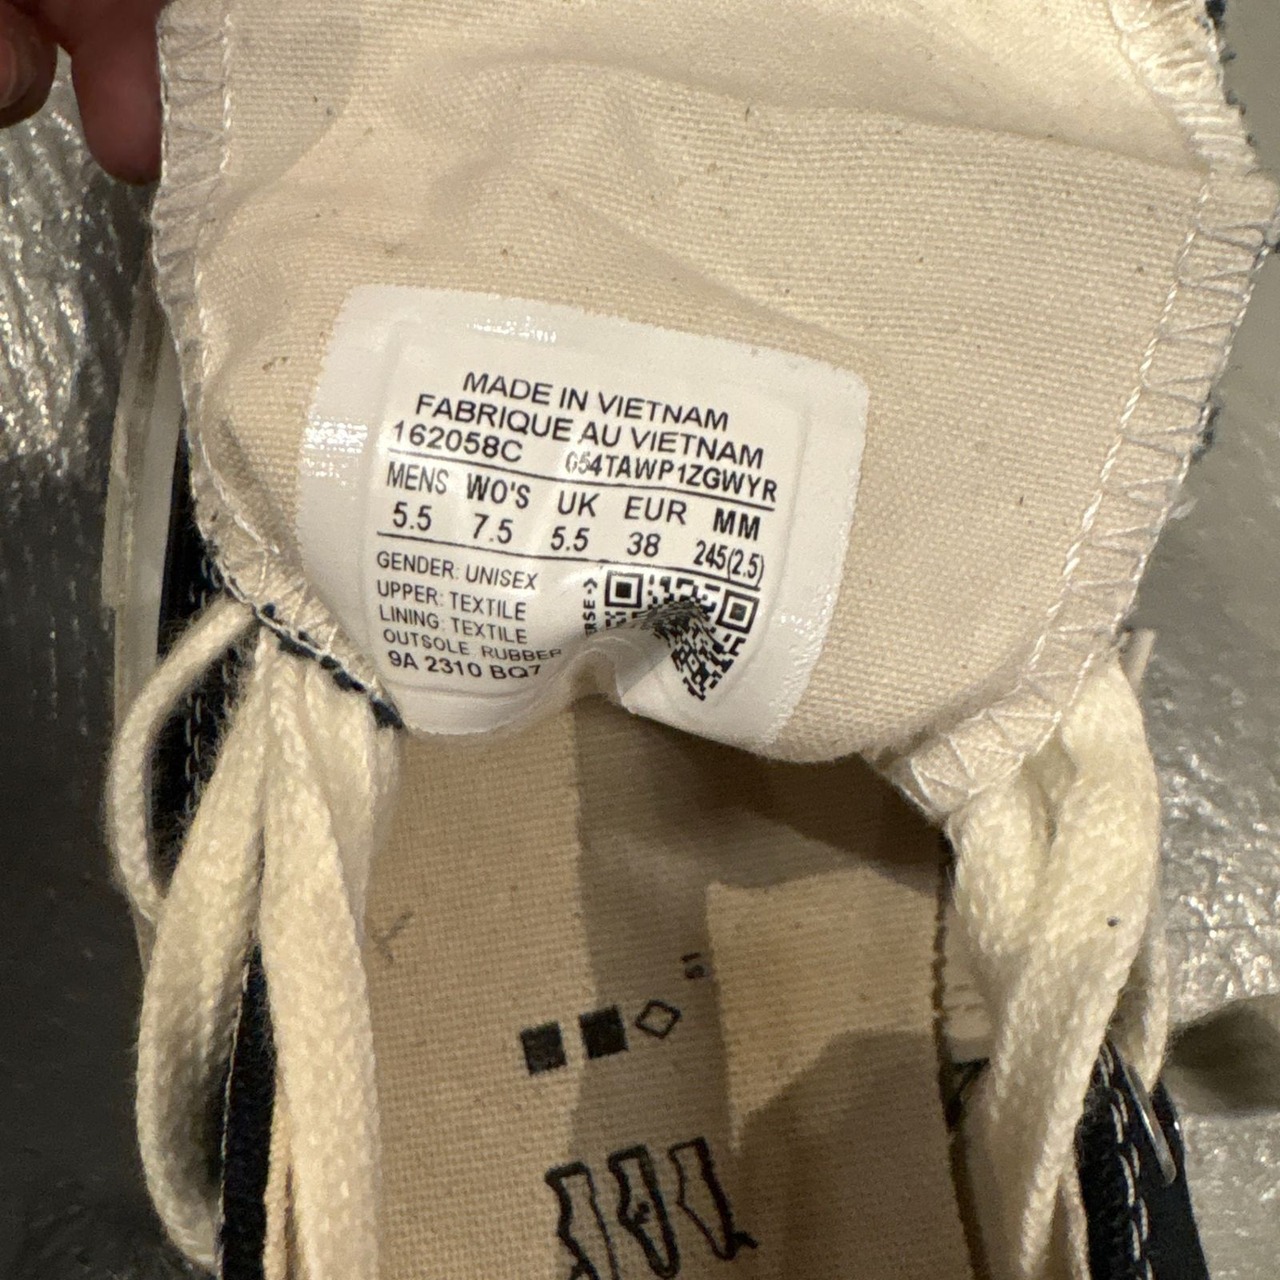 MADE IN VIETNAM
FABRIQUE AU VIETNAM
162058C G54TAWP1ZGWYR
MENS WO'S UK EUR MM
5.5 7.5 5.5 38 245(2.5)
GENDER: UNISEX
UPPER: TEXTILE
LINING: TEXTILE
OUTSOLE RUBBER
9A 2310 BQ7